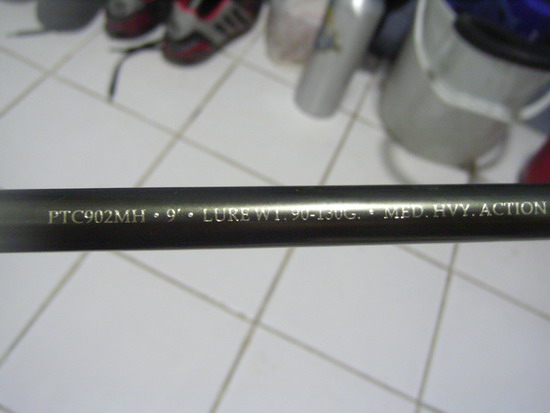 PTC902MH • 9' • LURE WT. 90-130G. • MED. HVY. ACTION